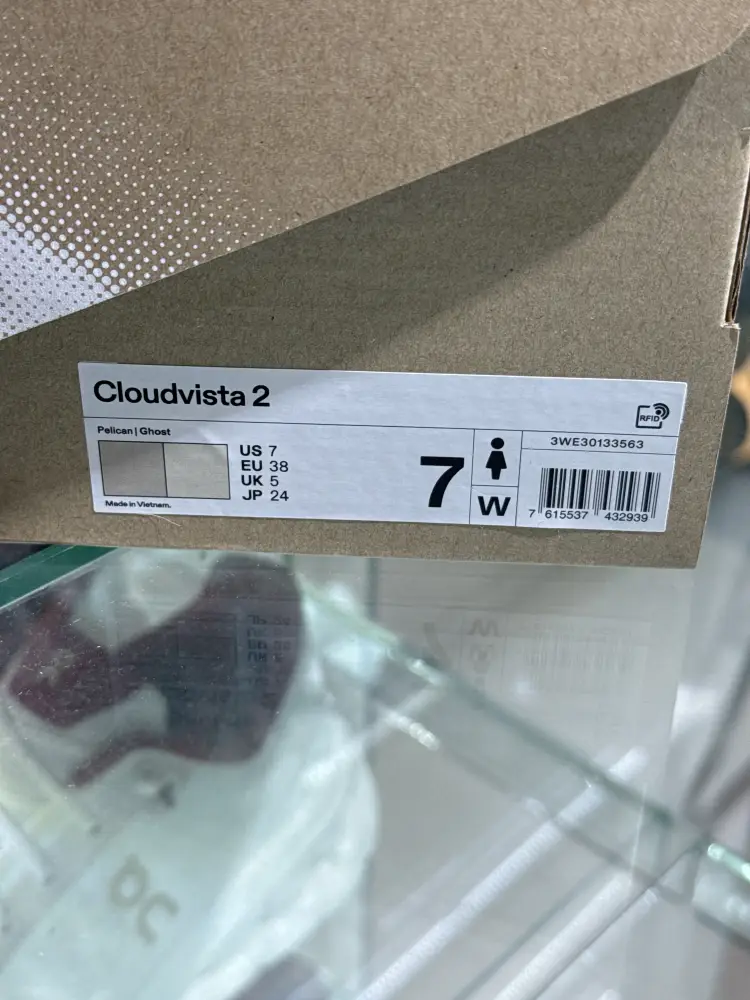 Cloudvista 2
RFID
Pelican | Ghost
US 7
EU 38
UK 5
JP 24
Made in Vietnam.
7
W
3WE30133563
7 615537 432939